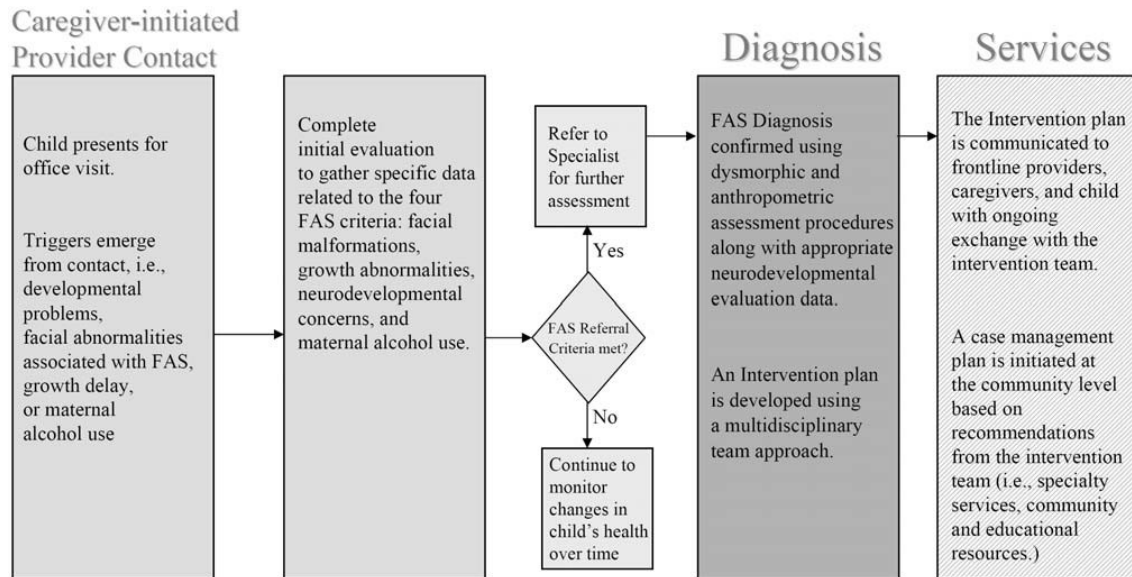 Caregiver-initiated
Provider Contact
Child presents for
office visit.
Triggers emerge
from contact, i.e.,
developmental
problems,
facial abnormalities
associated with FAS,
growth delay,
or maternal
alcohol use
Complete
initial evaluation
to gather specific data
related to the four
FAS criteria: facial
malformations,
growth abnormalities,
neurodevelopmental
concerns, and
maternal alcohol use.
Refer to
Specialist
for further
assessment
Yes
FAS Referral
Criteria met?
No
Continue to
monitor
changes in
child's health
over time
Diagnosis
FAS Diagnosis
confirmed using
dysmorphic and
anthropometric
assessment procedures
along with appropriate
neurodevelopmental
evaluation data.
An Intervention plan
is developed using
a multidisciplinary
team approach.
Services
The Intervention plan
is communicated to
frontline providers,
caregivers, and child
with ongoing
exchange with the
intervention team.
A case management
plan is initiated at
the community level
based on
recommendations
from the intervention
team (i.e., specialty
services, community
and educational
resources.)